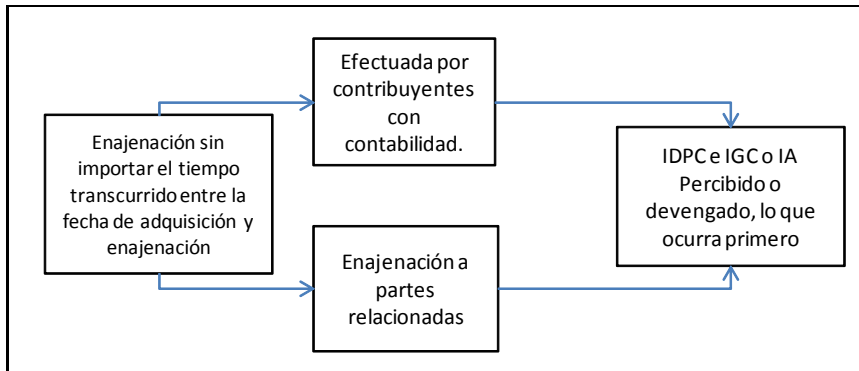 Enajenación sin
importar el tiempo
transcurrido entre la
fecha de adquisición y
enajenación
Efectuada por
contribuyentes
con
contabilidad.
Enajenación a
partes
relacionadas
IDPC e IGC o IA
Percibido o
devengado, lo que
ocurra primero